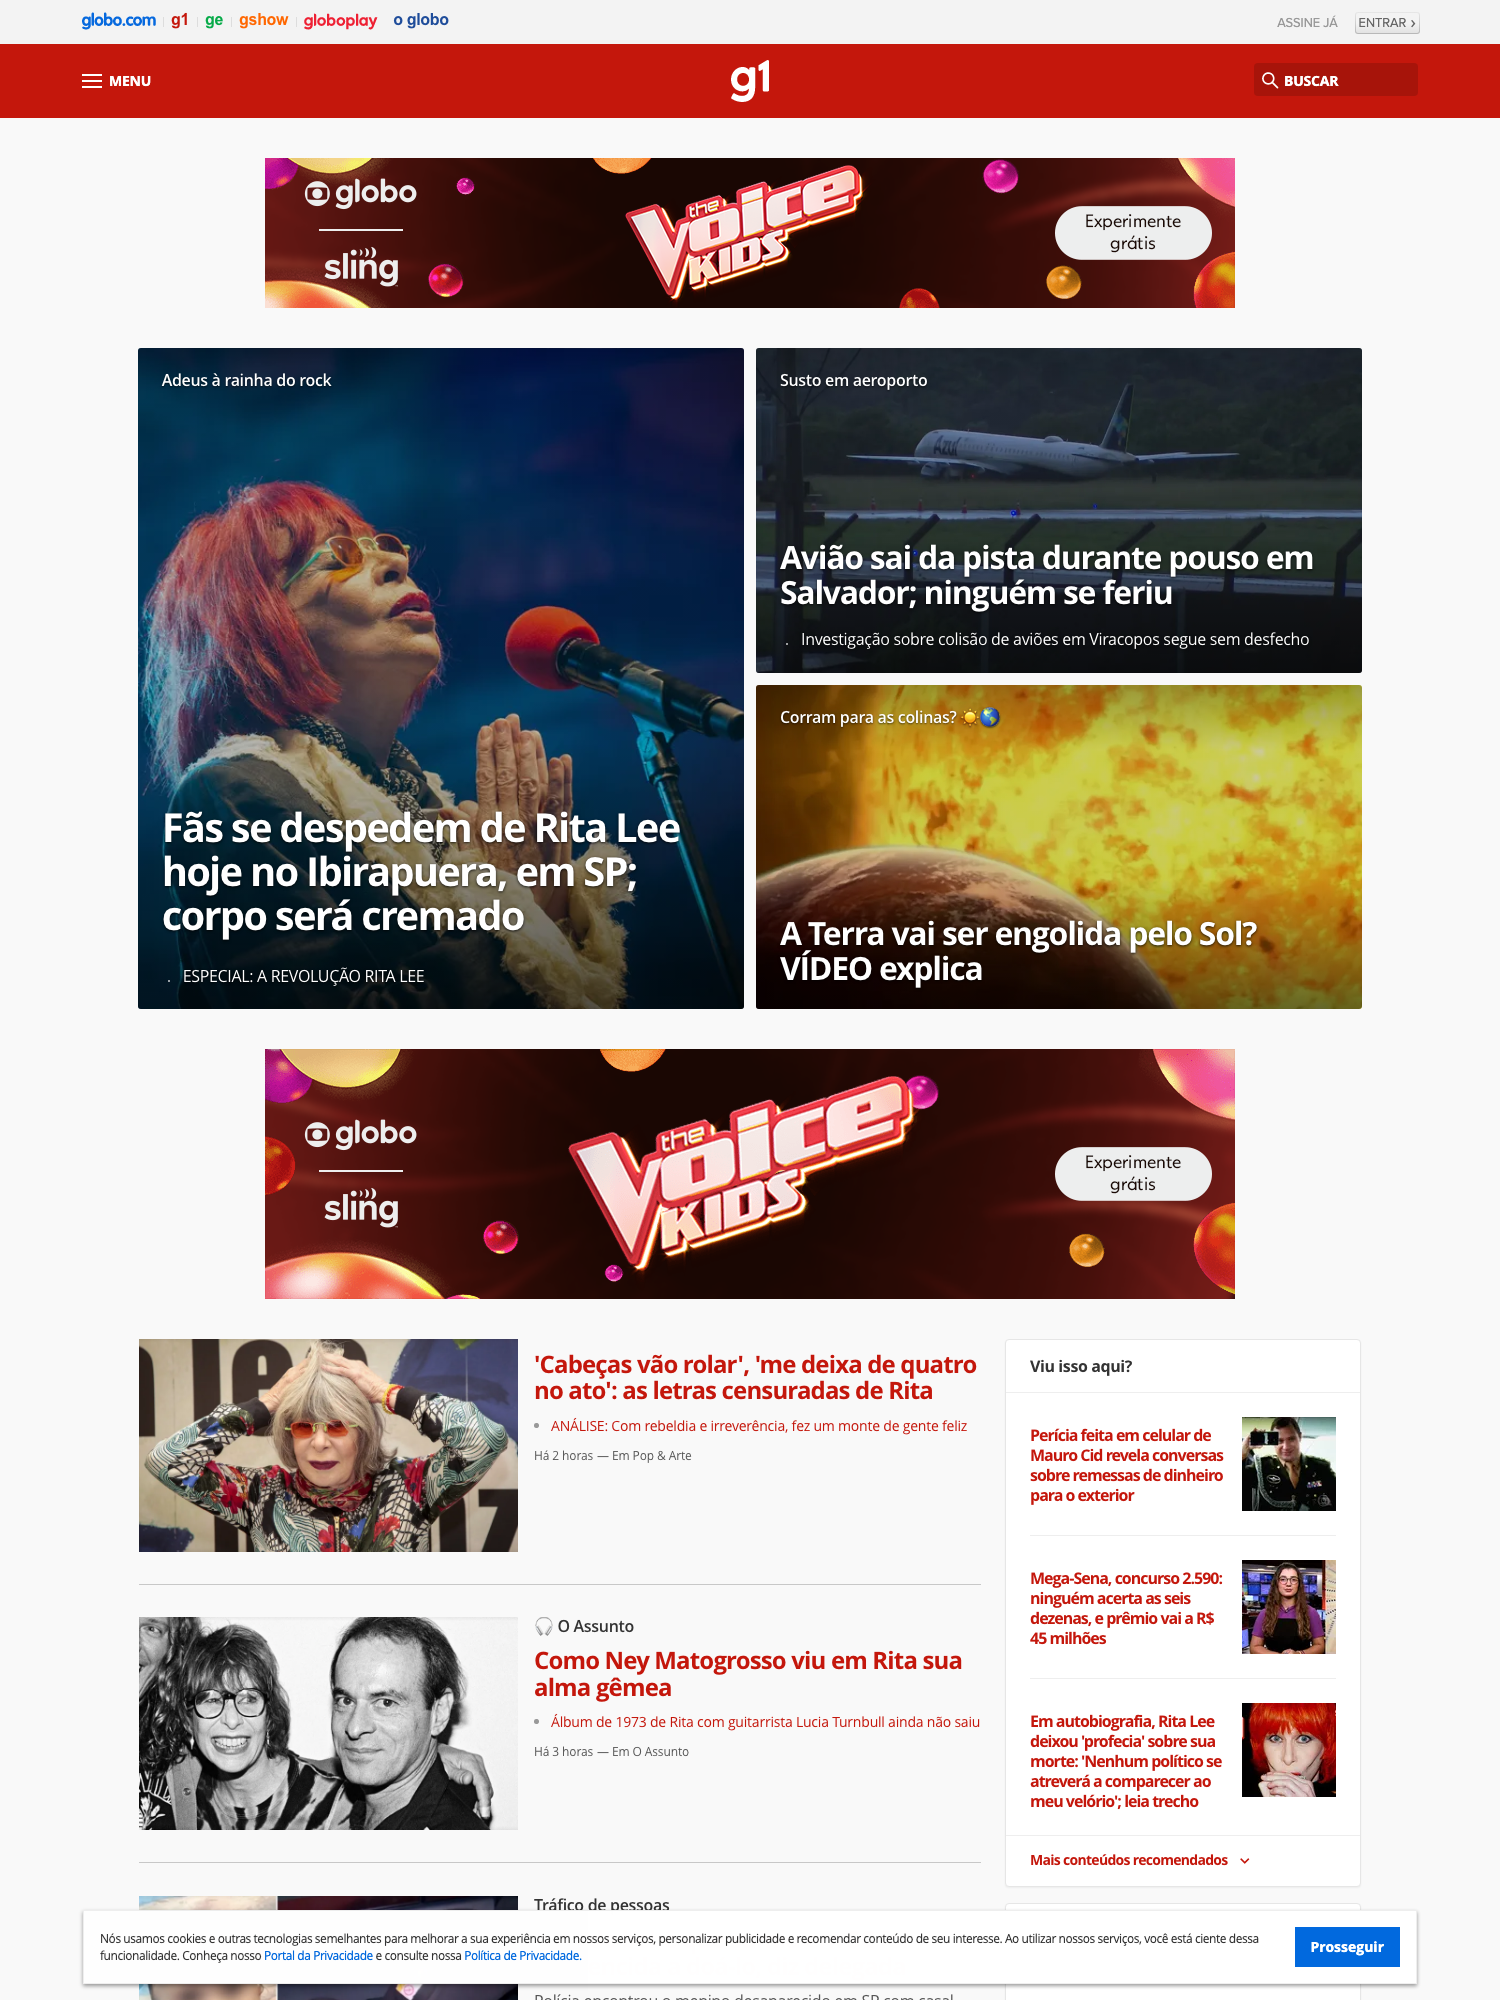 globo.com g1 ge gshow globoplay o globo
ASSINE JÁ ENTRAR ›
MENU
g1
BUSCAR
globo
sling
the Voice KIDS
Experimente
grátis
Adeus à rainha do rock
Fãs se despedem de Rita Lee
hoje no Ibirapuera, em SP;
corpo será cremado
. ESPECIAL: A REVOLUÇÃO RITA LEE
Susto em aeroporto
Azul
Avião sai da pista durante pouso em
Salvador; ninguém se feriu
. Investigação sobre colisão de aviões em Viracopos segue sem desfecho
Corram para as colinas? ☀️🌎
A Terra vai ser engolida pelo Sol?
VÍDEO explica
globo
sling
the Voice KIDS
Experimente
grátis
'Cabeças vão rolar', 'me deixa de quatro
no ato': as letras censuradas de Rita
• ANÁLISE: Com rebeldia e irreverência, fez um monte de gente feliz
Há 2 horas — Em Pop & Arte
🎧 O Assunto
Como Ney Matogrosso viu em Rita sua
alma gêmea
• Álbum de 1973 de Rita com guitarrista Lucia Turnbull ainda não saiu
Há 3 horas — Em O Assunto
Tráfico de pessoas
Polícia encontrou o menino desaparecido em SP com casal
Viu isso aqui?
Perícia feita em celular de
Mauro Cid revela conversas
sobre remessas de dinheiro
para o exterior
Mega-Sena, concurso 2.590:
ninguém acerta as seis
dezenas, e prêmio vai a R$
45 milhões
Em autobiografia, Rita Lee
deixou 'profecia' sobre sua
morte: 'Nenhum político se
atreverá a comparecer ao
meu velório'; leia trecho
Mais conteúdos recomendados
Nós usamos cookies e outras tecnologias semelhantes para melhorar a sua experiência em nossos serviços, personalizar publicidade e recomendar conteúdo de seu interesse. Ao utilizar nossos serviços, você está ciente dessa
funcionalidade. Conheça nosso Portal da Privacidade e consulte nossa Política de Privacidade.
Prosseguir